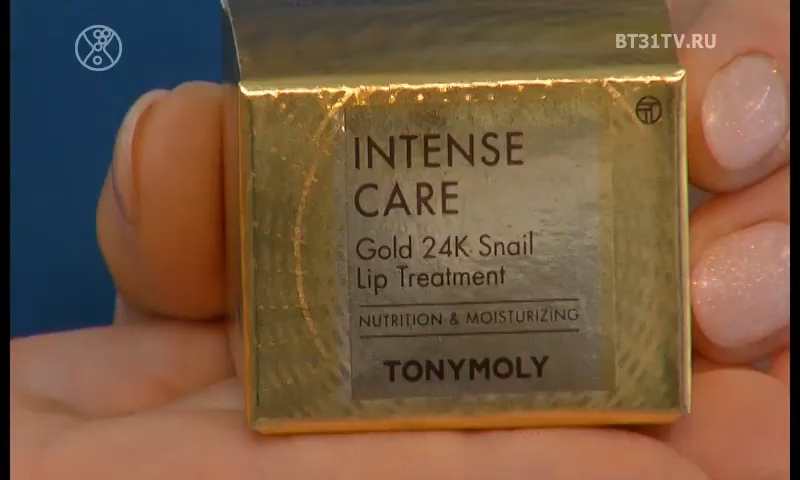 BT31TV.RU
INTENSE
CARE
Gold 24K Snail
Lip Treatment
NUTRITION & MOISTURIZING
TONYMOLY